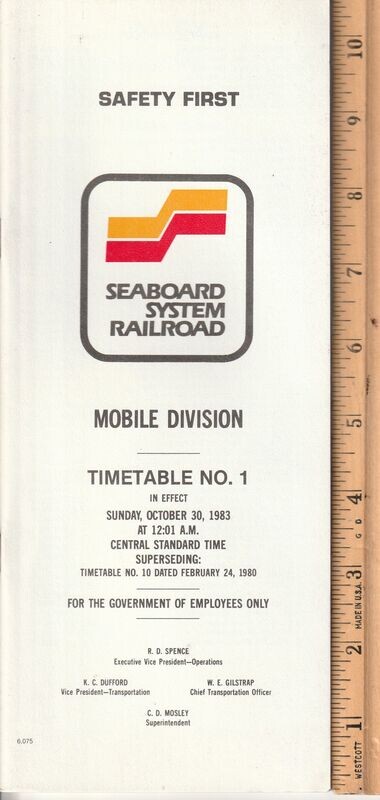 SAFETY FIRST
SEABOARD
SYSTEM
RAILROAD
MOBILE DIVISION
TIMETABLE NO. 1
IN EFFECT
SUNDAY, OCTOBER 30, 1983
AT 12:01 A.M.
CENTRAL STANDARD TIME
SUPERSEDING:
TIMETABLE NO. 10 DATED FEBRUARY 24, 1980
FOR THE GOVERNMENT OF EMPLOYEES ONLY
R. D. SPENCE
Executive Vice President—Operations
K. C. DUFFORD
Vice President—Transportation
W. E. GILSTRAP
Chief Transportation Officer
C. D. MOSLEY
Superintendent
6.075
10
9
8
7
6
5
4
3
2
1
G D
MADE IN U.S.A.
WESTCOTT